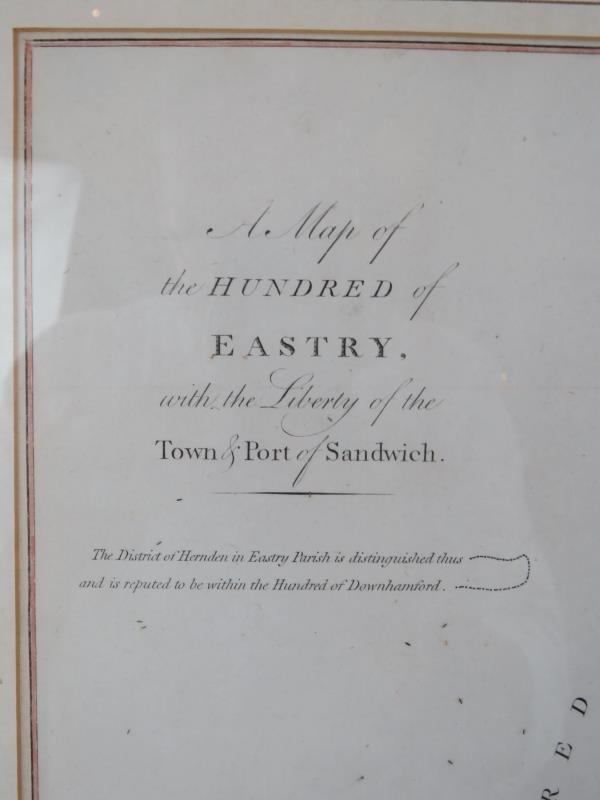 A Map of
the HUNDRED of
EASTRY,
with the Liberty of the
Town & Port of Sandwich.
The District of Hernden in Eastry Parish is distinguished thus
and is reputed to be within the Hundred of Downhamford.
RED